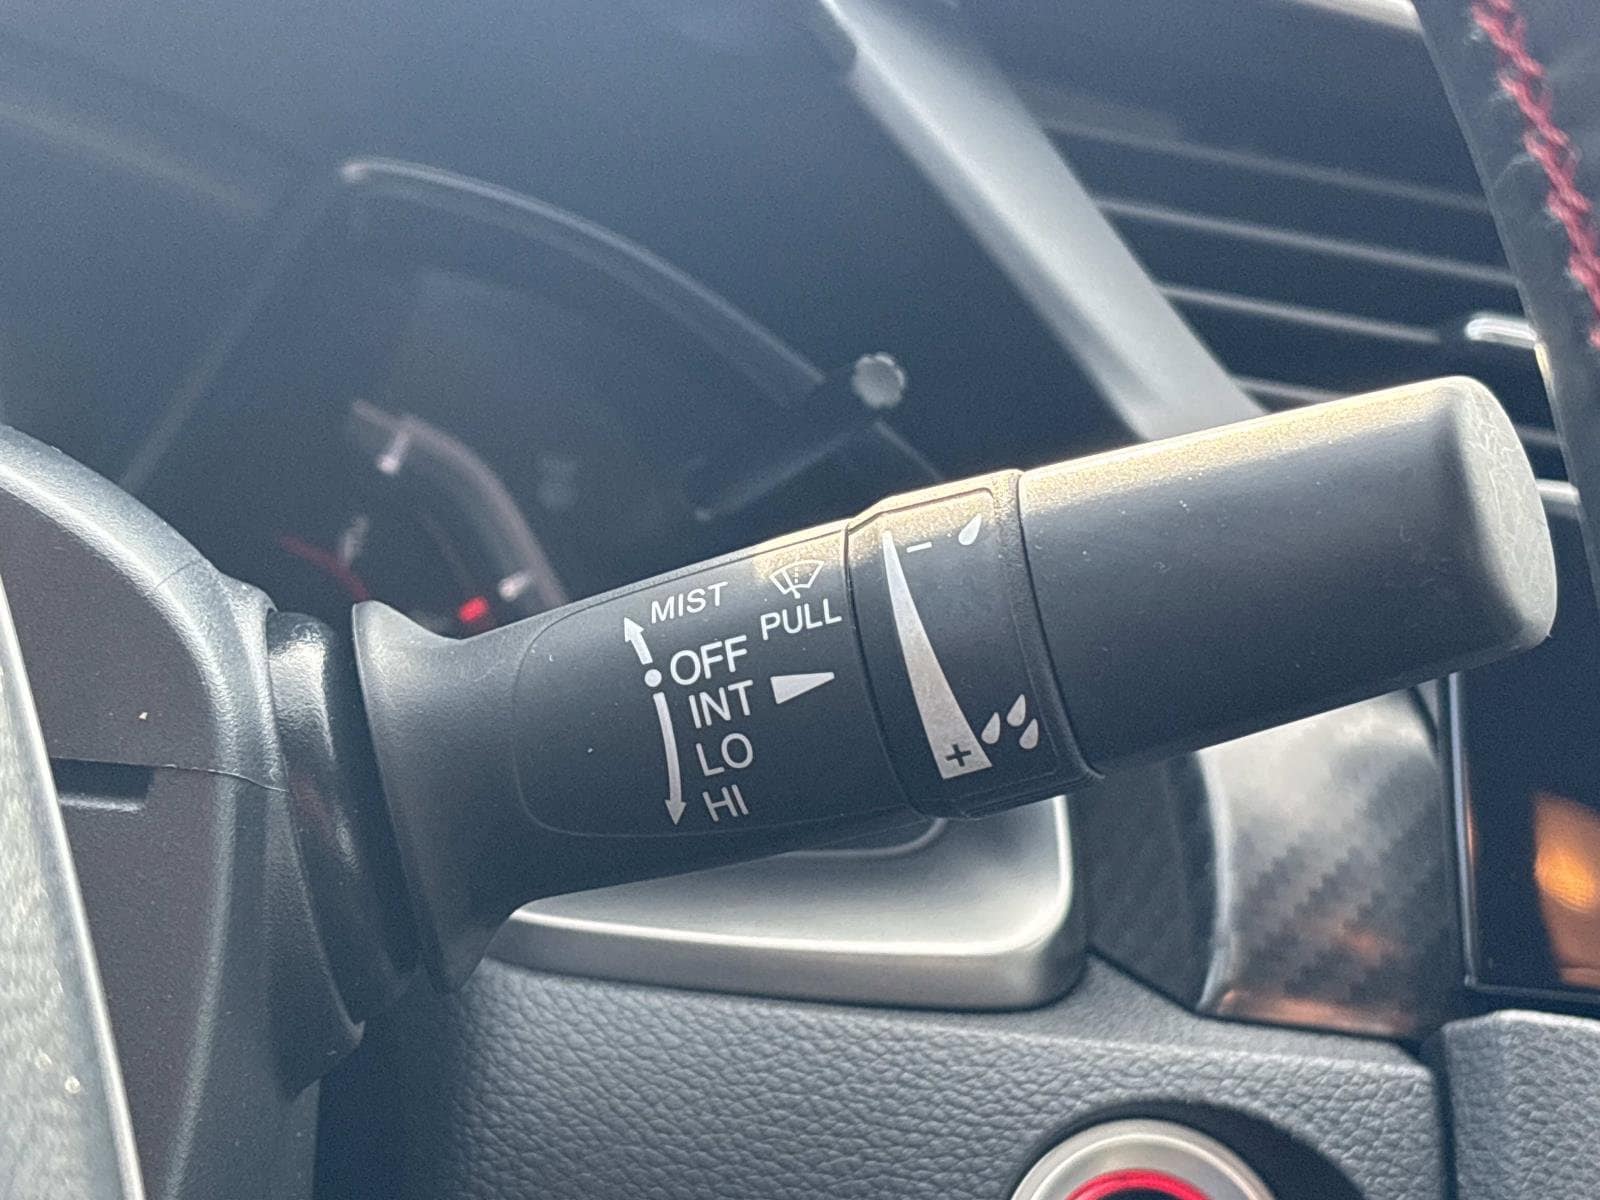 MIST
PULL
OFF
INT
LO
HI
−
+